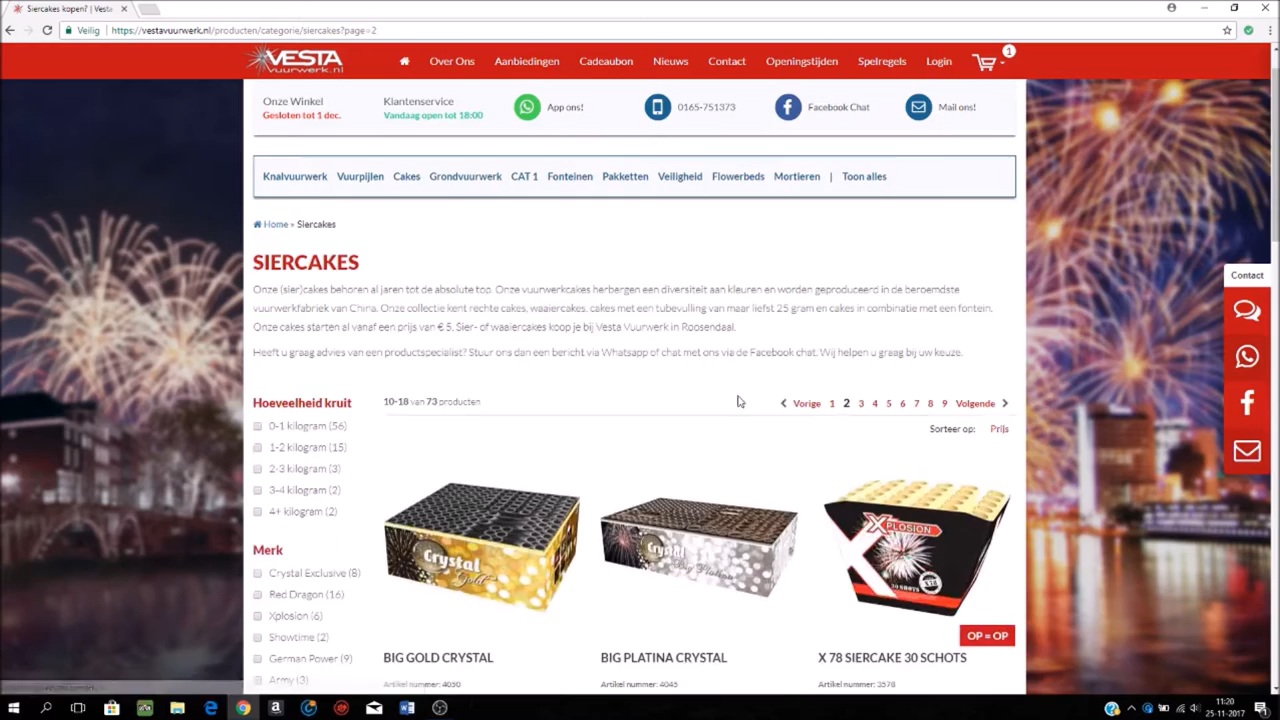 Siercakes kopen? | Vesta
Veilig
https://vestavuurwerk.nl/producten/categorie/siercakes?page=2
VESTA
vuurwerk.nl
Over Ons
Aanbiedingen
Cadeaubon
Nieuws
Contact
Openingstijden
Spelregels
Login
1
Onze Winkel
Gesloten tot 1 dec.
Klantenservice
Vandaag open tot 18:00
App ons!
0165-751373
Facebook Chat
Mail ons!
Knalvuurwerk Vuurpijlen Cakes Grondvuurwerk CAT 1 Fonteinen Pakketten Veiligheid Flowerbeds Mortieren | Toon alles
Home » Siercakes
Contact
SIERCAKES
Onze (sier)cakes behoren al jaren tot de absolute top. Onze vuurwerkcakes herbergen een diversiteit aan kleuren en worden geproduceerd in de beroemdste
vuurwerkfabriek van China. Onze collectie kent rechte cakes, waaiercakes, cakes met een tubevulling van maar liefst 25 gram en cakes in combinatie met een fontein.
Onze cakes starten al vanaf een prijs van € 5. Sier- of waaiercakes koop je bij Vesta Vuurwerk in Roosendaal.
Heeft u graag advies van een productspecialist? Stuur ons dan een bericht via Whatsapp of chat met ons via de Facebook chat. Wij helpen u graag bij uw keuze.
Hoeveelheid kruit
0-1 kilogram (56)
1-2 kilogram (15)
2-3 kilogram (3)
3-4 kilogram (2)
4+ kilogram (2)
Merk
Crystal Exclusive (8)
Red Dragon (16)
Xplosion (6)
Showtime (2)
German Power (9)
Army (3)
10-18 van 73 producten
Vorige 1 2 3 4 5 6 7 8 9 Volgende
Sorteer op: Prijs
Crystal
Gold
Crystal
Big Platina
XPLOSION
30 SHOTS
OP = OP
BIG GOLD CRYSTAL
Artikel nummer: 4050
BIG PLATINA CRYSTAL
Artikel nummer: 4045
X 78 SIERCAKE 30 SCHOTS
Artikel nummer: 3578
11:20
25-11-2017